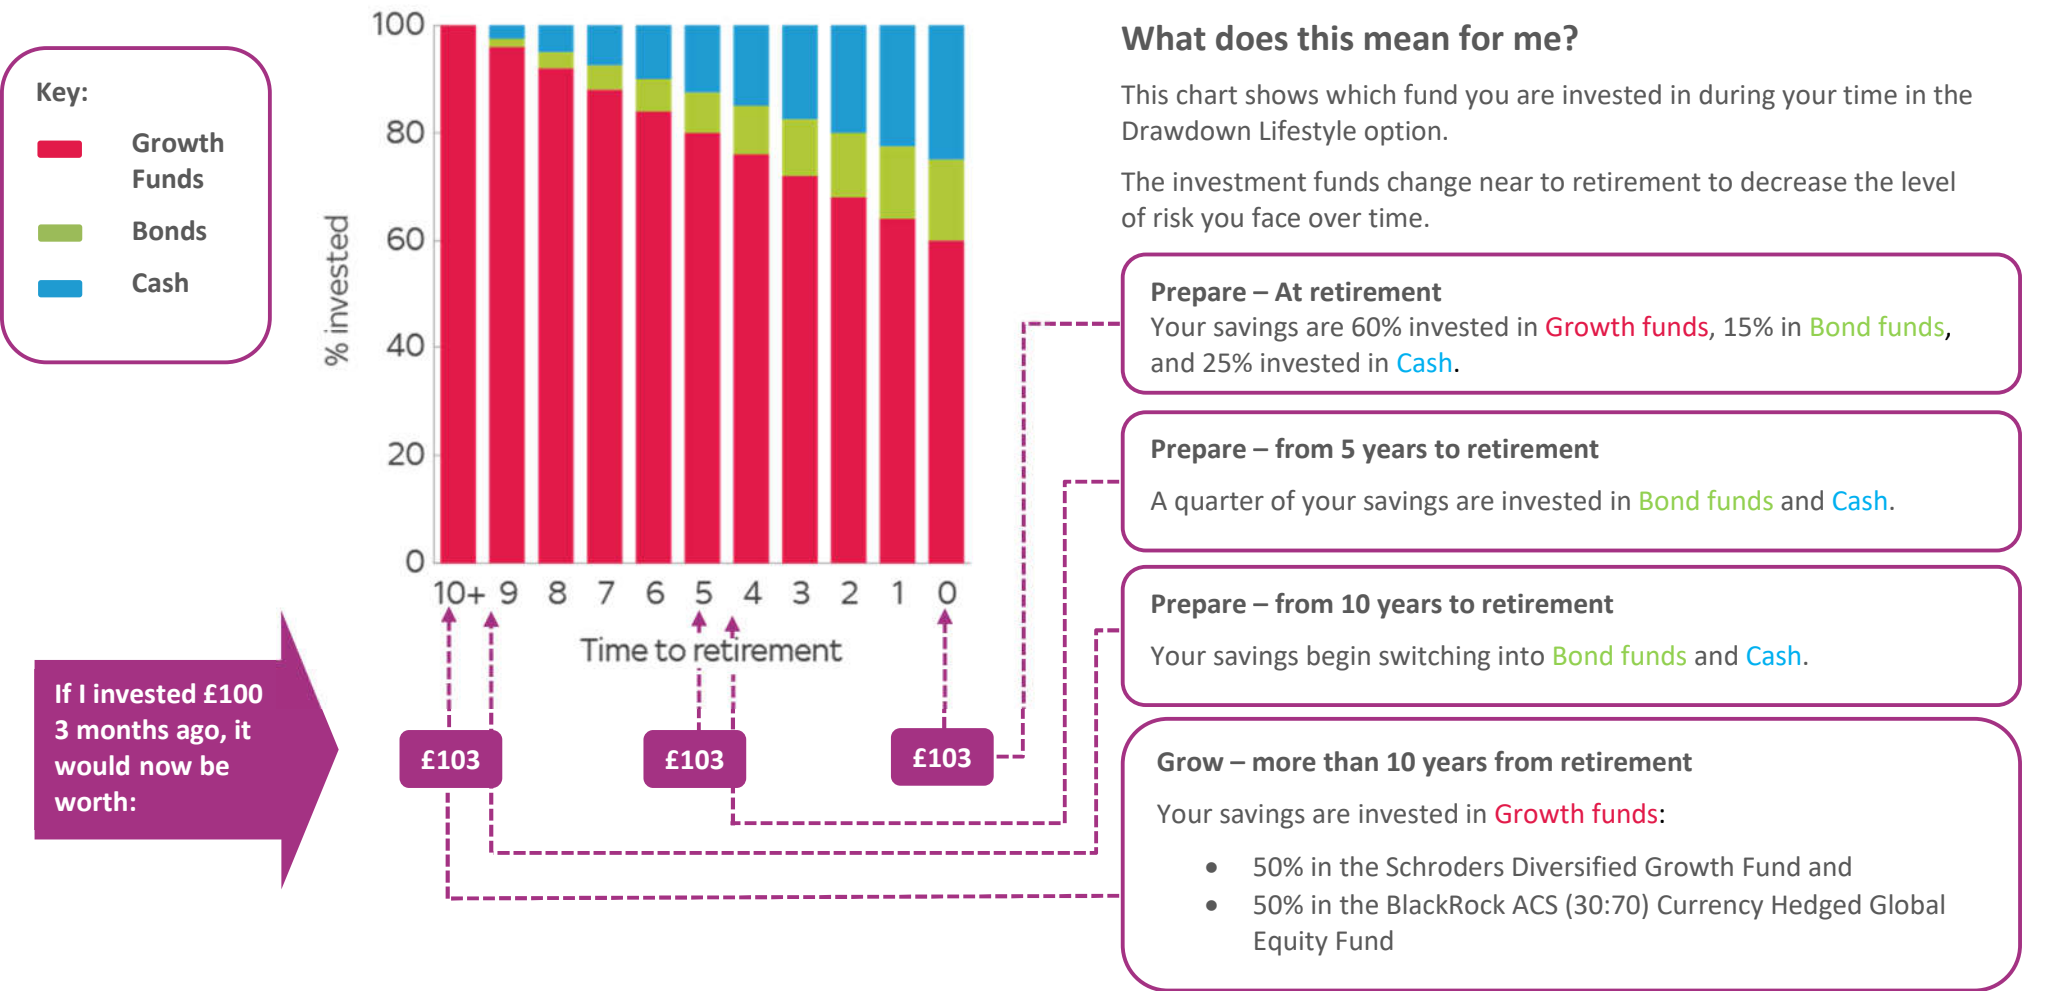 Key:
Growth
Funds
Bonds
Cash
% invested
100
80
60
40
20
0
10+ 9 8 7 6 5 4 3 2 1 0
Time to retirement
If I invested £100
3 months ago, it
would now be
worth:
£103
£103
£103
What does this mean for me?
This chart shows which fund you are invested in during your time in the
Drawdown Lifestyle option.
The investment funds change near to retirement to decrease the level
of risk you face over time.
Prepare – At retirement
Your savings are 60% invested in Growth funds, 15% in Bond funds,
and 25% invested in Cash.
Prepare – from 5 years to retirement
A quarter of your savings are invested in Bond funds and Cash.
Prepare – from 10 years to retirement
Your savings begin switching into Bond funds and Cash.
Grow – more than 10 years from retirement
Your savings are invested in Growth funds:
• 50% in the Schroders Diversified Growth Fund and
• 50% in the BlackRock ACS (30:70) Currency Hedged Global
Equity Fund